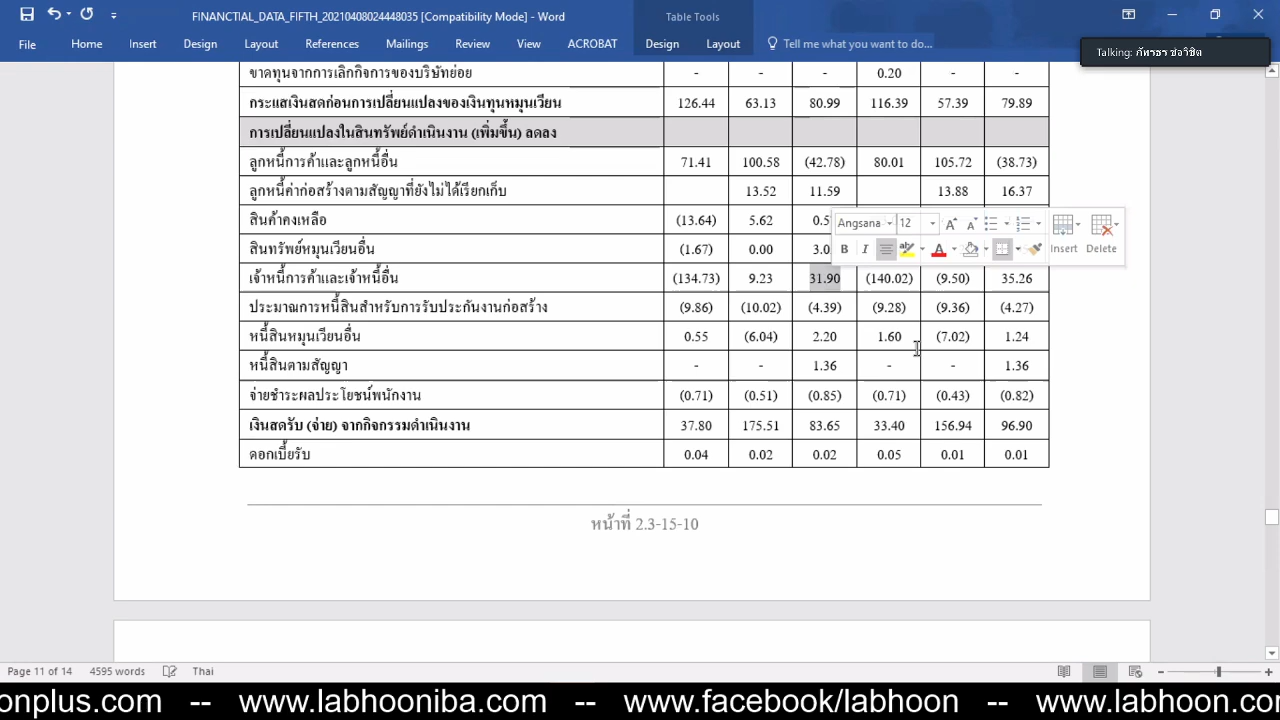 FINANCTIAL_DATA_FIFTH_20210408024448035 [Compatibility Mode] - Word
Table Tools
File Home Insert Design Layout References Mailings Review View ACROBAT Design Layout Tell me what you want to do...
Talking: ภัทรธร ช่อวิชิต
ขาดทุนจากการเลิกกิจการของบริษัทย่อย - - - 0.20 - -
กระแสเงินสดก่อนการเปลี่ยนแปลงของเงินทุนหมุนเวียน 126.44 63.13 80.99 116.39 57.39 79.89
การเปลี่ยนแปลงในสินทรัพย์ดำเนินงาน (เพิ่มขึ้น) ลดลง
ลูกหนี้การค้าและลูกหนี้อื่น 71.41 100.58 (42.78) 80.01 105.72 (38.73)
ลูกหนี้ค่าก่อสร้างตามสัญญาที่ยังไม่ได้เรียกเก็บ 13.52 11.59 13.88 16.37
สินค้าคงเหลือ (13.64) 5.62 0.5
Angsana 12
สินทรัพย์หมุนเวียนอื่น (1.67) 0.00 3.0
B I A Insert Delete
เจ้าหนี้การค้าและเจ้าหนี้อื่น (134.73) 9.23 31.90 (140.02) (9.50) 35.26
ประมาณการหนี้สินสำหรับการรับประกันงานก่อสร้าง (9.86) (10.02) (4.39) (9.28) (9.36) (4.27)
หนี้สินหมุนเวียนอื่น 0.55 (6.04) 2.20 1.60 (7.02) 1.24
หนี้สินตามสัญญา - - 1.36 - - 1.36
จ่ายชำระผลประโยชน์พนักงาน (0.71) (0.51) (0.85) (0.71) (0.43) (0.82)
เงินสดรับ (จ่าย) จากกิจกรรมดำเนินงาน 37.80 175.51 83.65 33.40 156.94 96.90
ดอกเบี้ยรับ 0.04 0.02 0.02 0.05 0.01 0.01
หน้าที่ 2.3-15-10
Page 11 of 14 4595 words Thai
onplus.com -- www.labhooniba.com -- www.facebook/labhoon -- www.labhoon.co